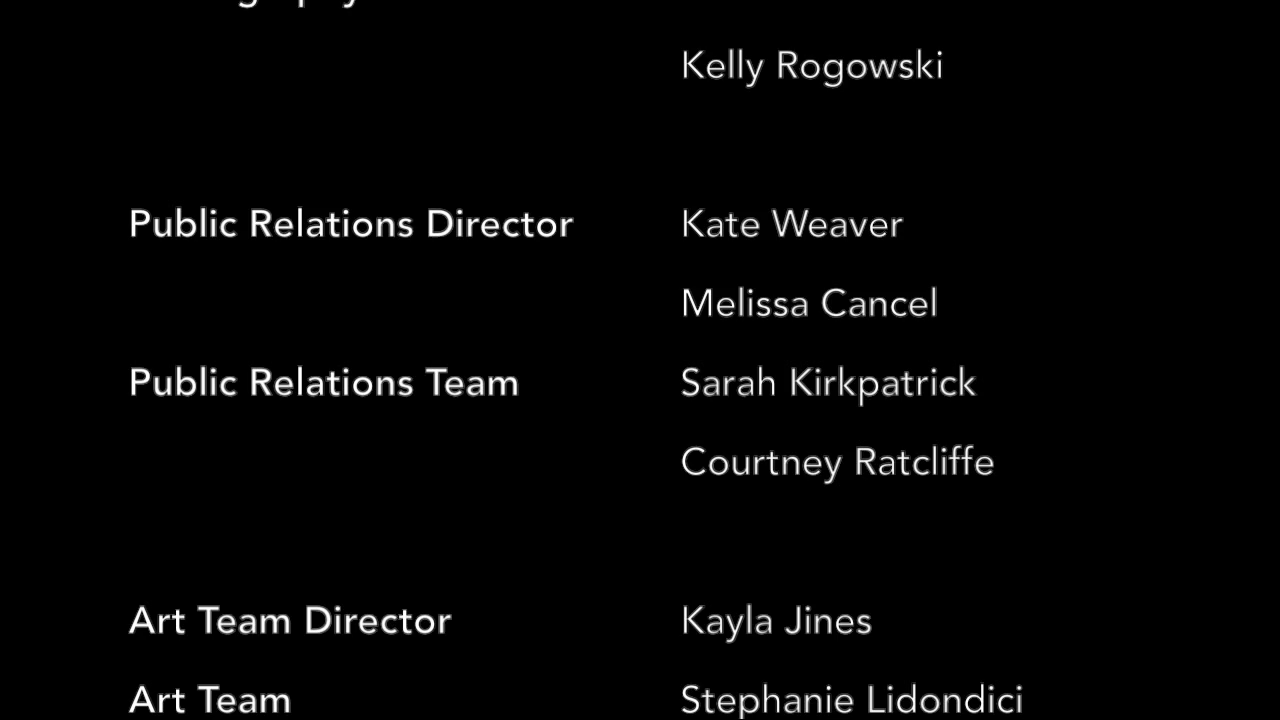 Kelly Rogowski
Public Relations Director Kate Weaver
Melissa Cancel
Public Relations Team Sarah Kirkpatrick
Courtney Ratcliffe
Art Team Director Kayla Jines
Art Team Stephanie Lidondici